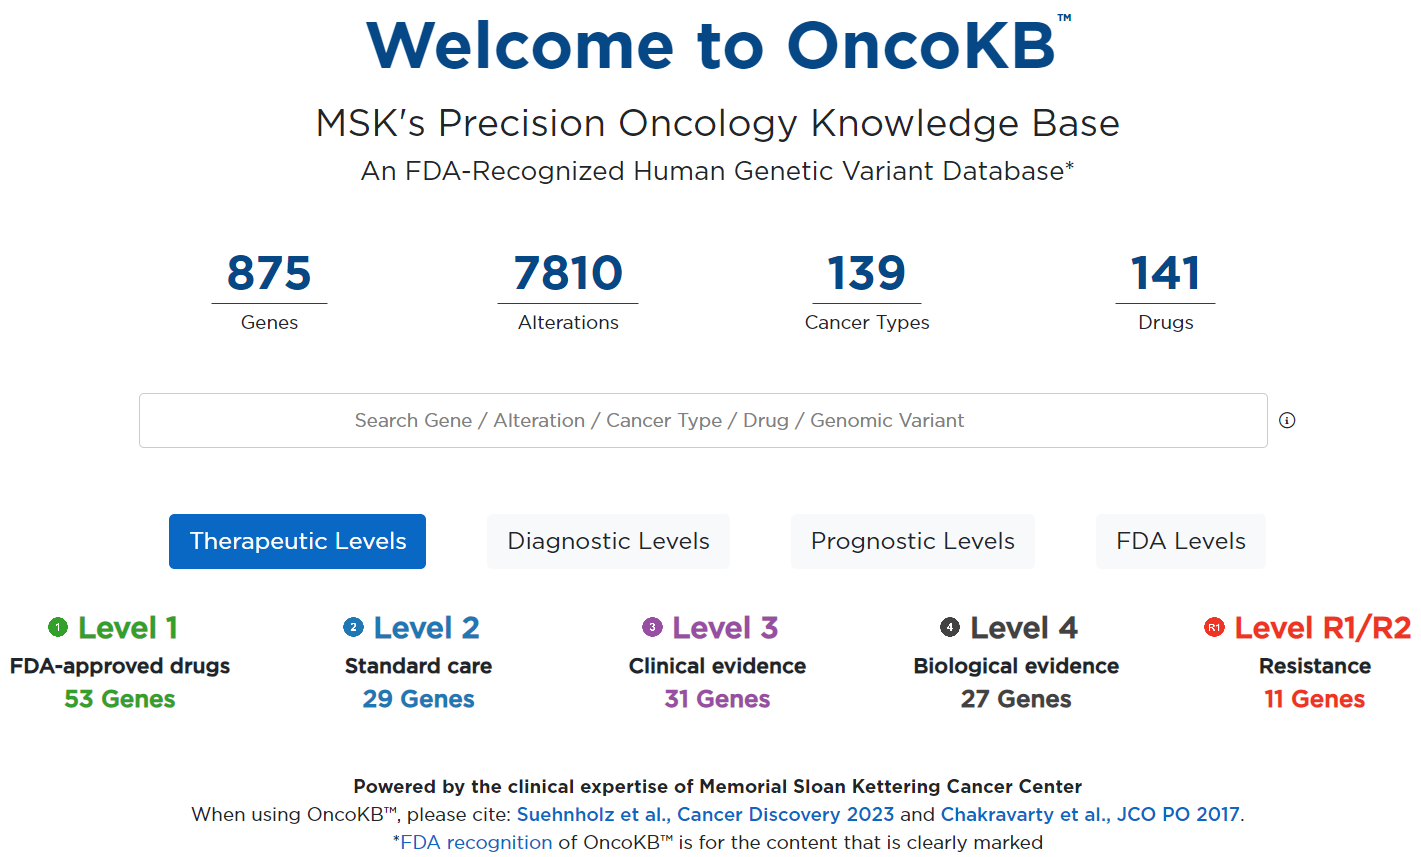 Welcome to OncoKB™
MSK's Precision Oncology Knowledge Base
An FDA-Recognized Human Genetic Variant Database*
875 7810 139 141
Genes Alterations Cancer Types Drugs
Search Gene / Alteration / Cancer Type / Drug / Genomic Variant
Therapeutic Levels Diagnostic Levels Prognostic Levels FDA Levels
1 Level 1 2 Level 2 3 Level 3 4 Level 4 R1 Level R1/R2
FDA-approved drugs Standard care Clinical evidence Biological evidence Resistance
53 Genes 29 Genes 31 Genes 27 Genes 11 Genes
Powered by the clinical expertise of Memorial Sloan Kettering Cancer Center
When using OncoKB™, please cite: Suehnholz et al., Cancer Discovery 2023 and Chakravarty et al., JCO PO 2017.
*FDA recognition of OncoKB™ is for the content that is clearly marked